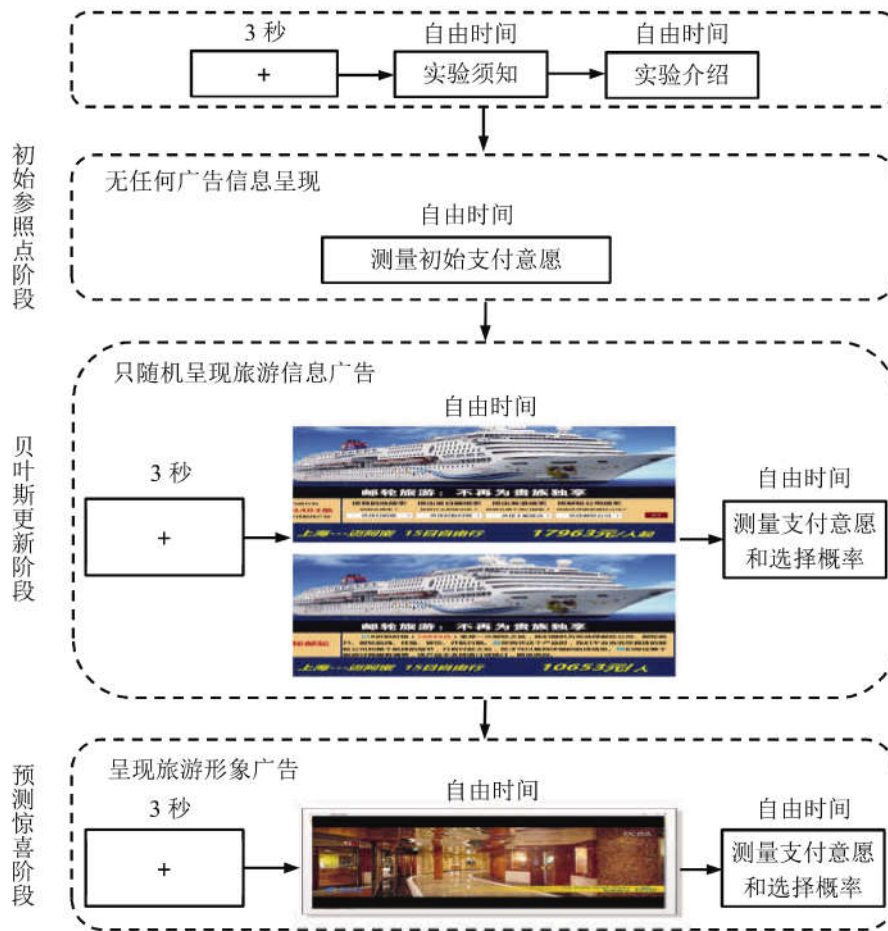 3 秒
自由时间
自由时间
+
实验须知
实验介绍
初始参照点阶段
无任何广告信息呈现
自由时间
测量初始支付意愿
贝叶斯更新阶段
只随机呈现旅游信息广告
自由时间
3 秒
+
邮轮旅游：不再为贵族独享
上海---迈阿密 15日自由行 17963元/人起
邮轮旅游：不再为贵族独享
上海---迈阿密 15日自由行 10653元/人
自由时间
测量支付意愿
和选择概率
预测惊喜阶段
呈现旅游形象广告
3 秒
自由时间
自由时间
+
测量支付意愿
和选择概率